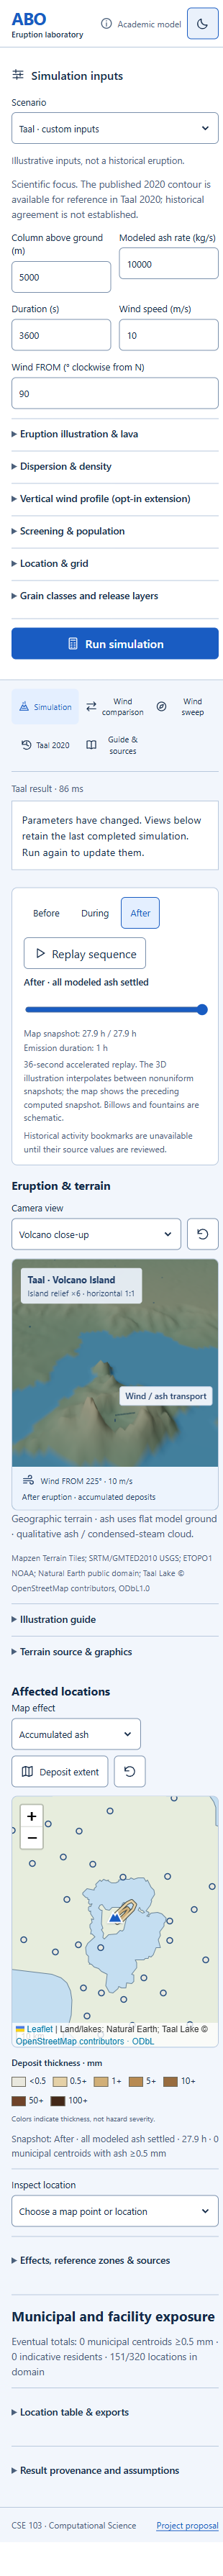 ABO
Eruption laboratory
Academic model
Simulation inputs
Scenario
Taal · custom inputs
Illustrative inputs, not a historical eruption.
Scientific focus. The published 2020 contour is
available for reference in Taal 2020; historical
agreement is not established.
Column above ground
(m)
5000
Modeled ash rate (kg/s)
10000
Duration (s)
3600
Wind speed (m/s)
10
Wind FROM (° clockwise from N)
90
Eruption illustration & lava
Dispersion & density
Vertical wind profile (opt-in extension)
Screening & population
Location & grid
Grain classes and release layers
Run simulation
Simulation
Wind
comparison
Wind
sweep
Taal 2020
Guide &
sources
Taal result · 86 ms
Parameters have changed. Views below
retain the last completed simulation.
Run again to update them.
Before
During
After
Replay sequence
After · all modeled ash settled
Map snapshot: 27.9 h / 27.9 h
Emission duration: 1 h
36-second accelerated replay. The 3D
illustration interpolates between nonuniform
snapshots; the map shows the preceding
computed snapshot. Billows and fountains are
schematic.
Historical activity bookmarks are unavailable
until their source values are reviewed.
Eruption & terrain
Camera view
Volcano close-up
Taal · Volcano Island
Island relief ×6 · horizontal 1:1
Wind / ash transport
Wind FROM 225° · 10 m/s
After eruption · accumulated deposits
Geographic terrain · ash uses flat model ground
· qualitative ash / condensed-steam cloud.
Mapzen Terrain Tiles; SRTM/GMTED2010 USGS; ETOPO1
NOAA; Natural Earth public domain; Taal Lake ©
OpenStreetMap contributors, ODbL1.0
Illustration guide
Terrain source & graphics
Affected locations
Map effect
Accumulated ash
Deposit extent
+
−
Leaflet | Land/lakes: Natural Earth; Taal Lake ©
OpenStreetMap contributors · ODbL
Deposit thickness · mm
<0.5
0.5+
1+
5+
10+
50+
100+
Colors indicate thickness, not hazard severity.
Snapshot: After · all modeled ash settled · 27.9 h · 0
municipal centroids with ash ≥0.5 mm
Inspect location
Choose a map point or location
Effects, reference zones & sources
Municipal and facility exposure
Eventual totals: 0 municipal centroids ≥0.5 mm ·
0 indicative residents · 151/320 locations in
domain
Location table & exports
Result provenance and assumptions
CSE 103 · Computational Science
Project proposal